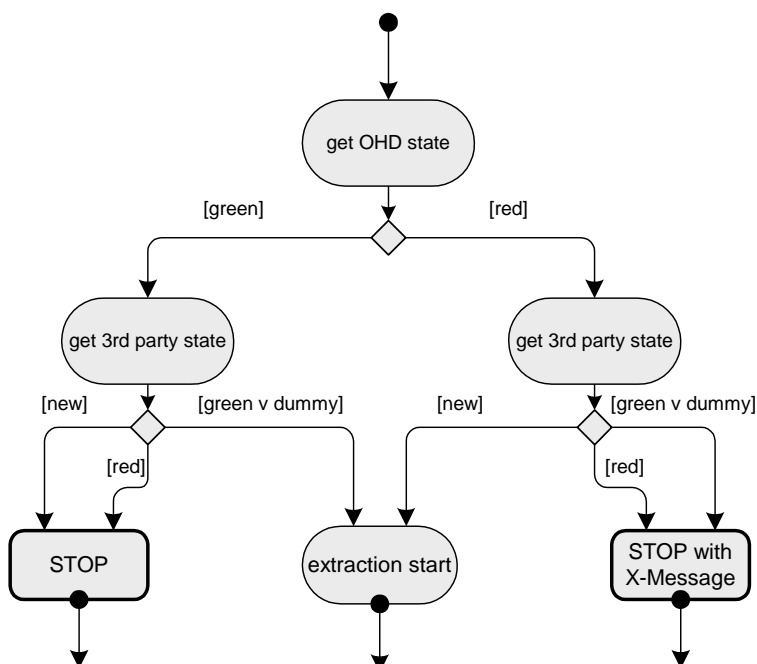 get OHD state
[green]
[red]
get 3rd party state
get 3rd party state
[new]
[green v dummy]
[new]
[green v dummy]
[red]
[red]
STOP
extraction start
STOP with
X-Message